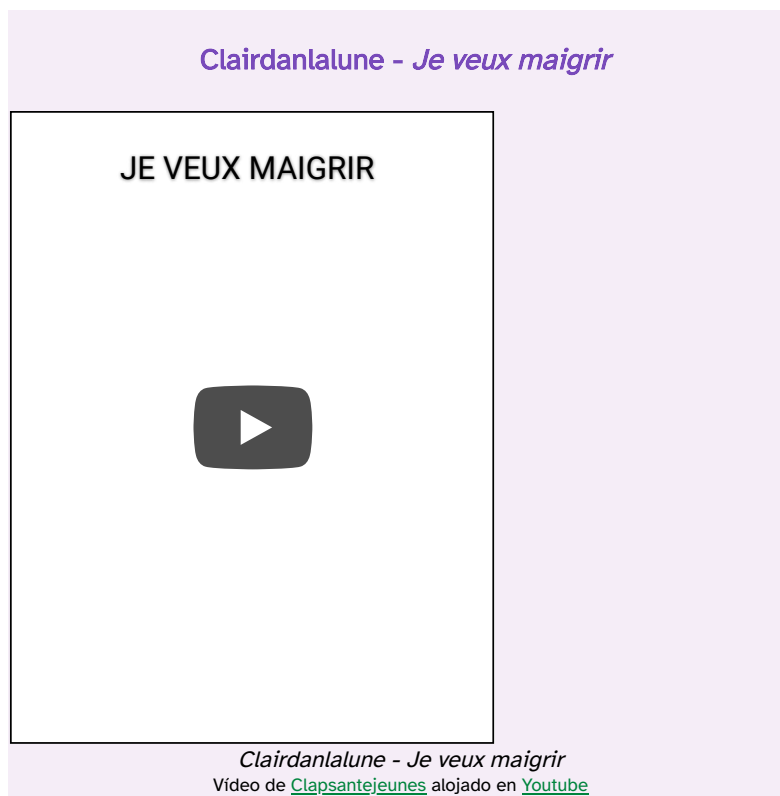 Clairdanlalune - Je veux maigrir
JE VEUX MAIGRIR
Clairdanlalune - Je veux maigrir
Vídeo de Clapsantejeunes alojado en Youtube